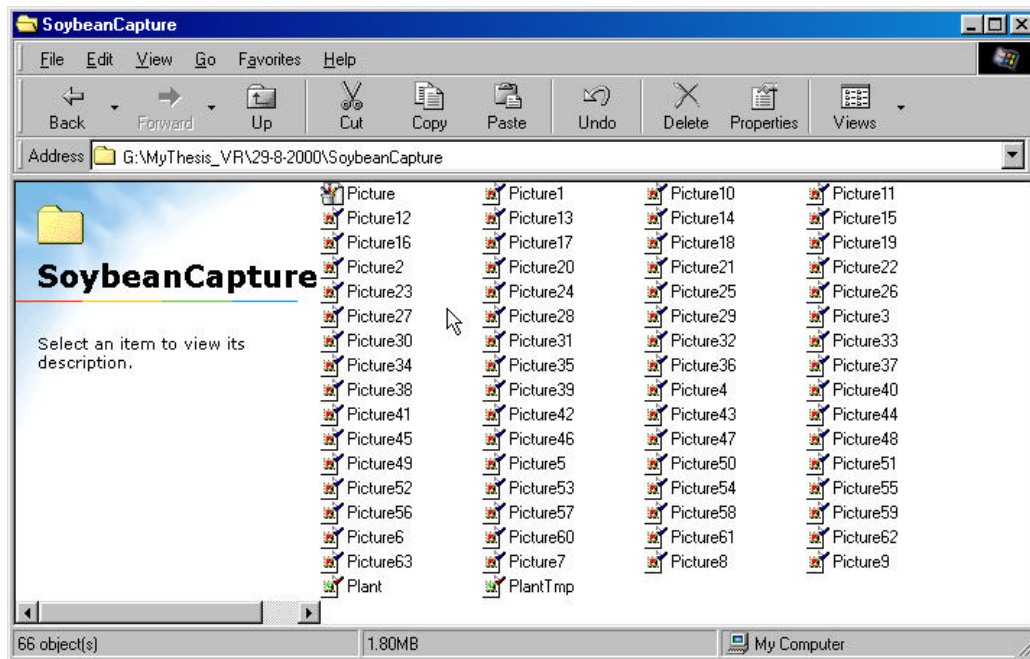 SoybeanCapture
File Edit View Go Favorites Help
Back Forward Up Cut Copy Paste Undo Delete Properties Views
Address G:\MyThesis_VR\29-8-2000\SoybeanCapture
SoybeanCapture
Select an item to view its
description.
Picture Picture1 Picture10 Picture11
Picture12 Picture13 Picture14 Picture15
Picture16 Picture17 Picture18 Picture19
Picture2 Picture20 Picture21 Picture22
Picture23 Picture24 Picture25 Picture26
Picture27 Picture28 Picture29 Picture3
Picture30 Picture31 Picture32 Picture33
Picture34 Picture35 Picture36 Picture37
Picture38 Picture39 Picture4 Picture40
Picture41 Picture42 Picture43 Picture44
Picture45 Picture46 Picture47 Picture48
Picture49 Picture5 Picture50 Picture51
Picture52 Picture53 Picture54 Picture55
Picture56 Picture57 Picture58 Picture59
Picture6 Picture60 Picture61 Picture62
Picture63 Picture7 Picture8 Picture9
Plant PlantTmp
66 object(s) 1.80MB My Computer